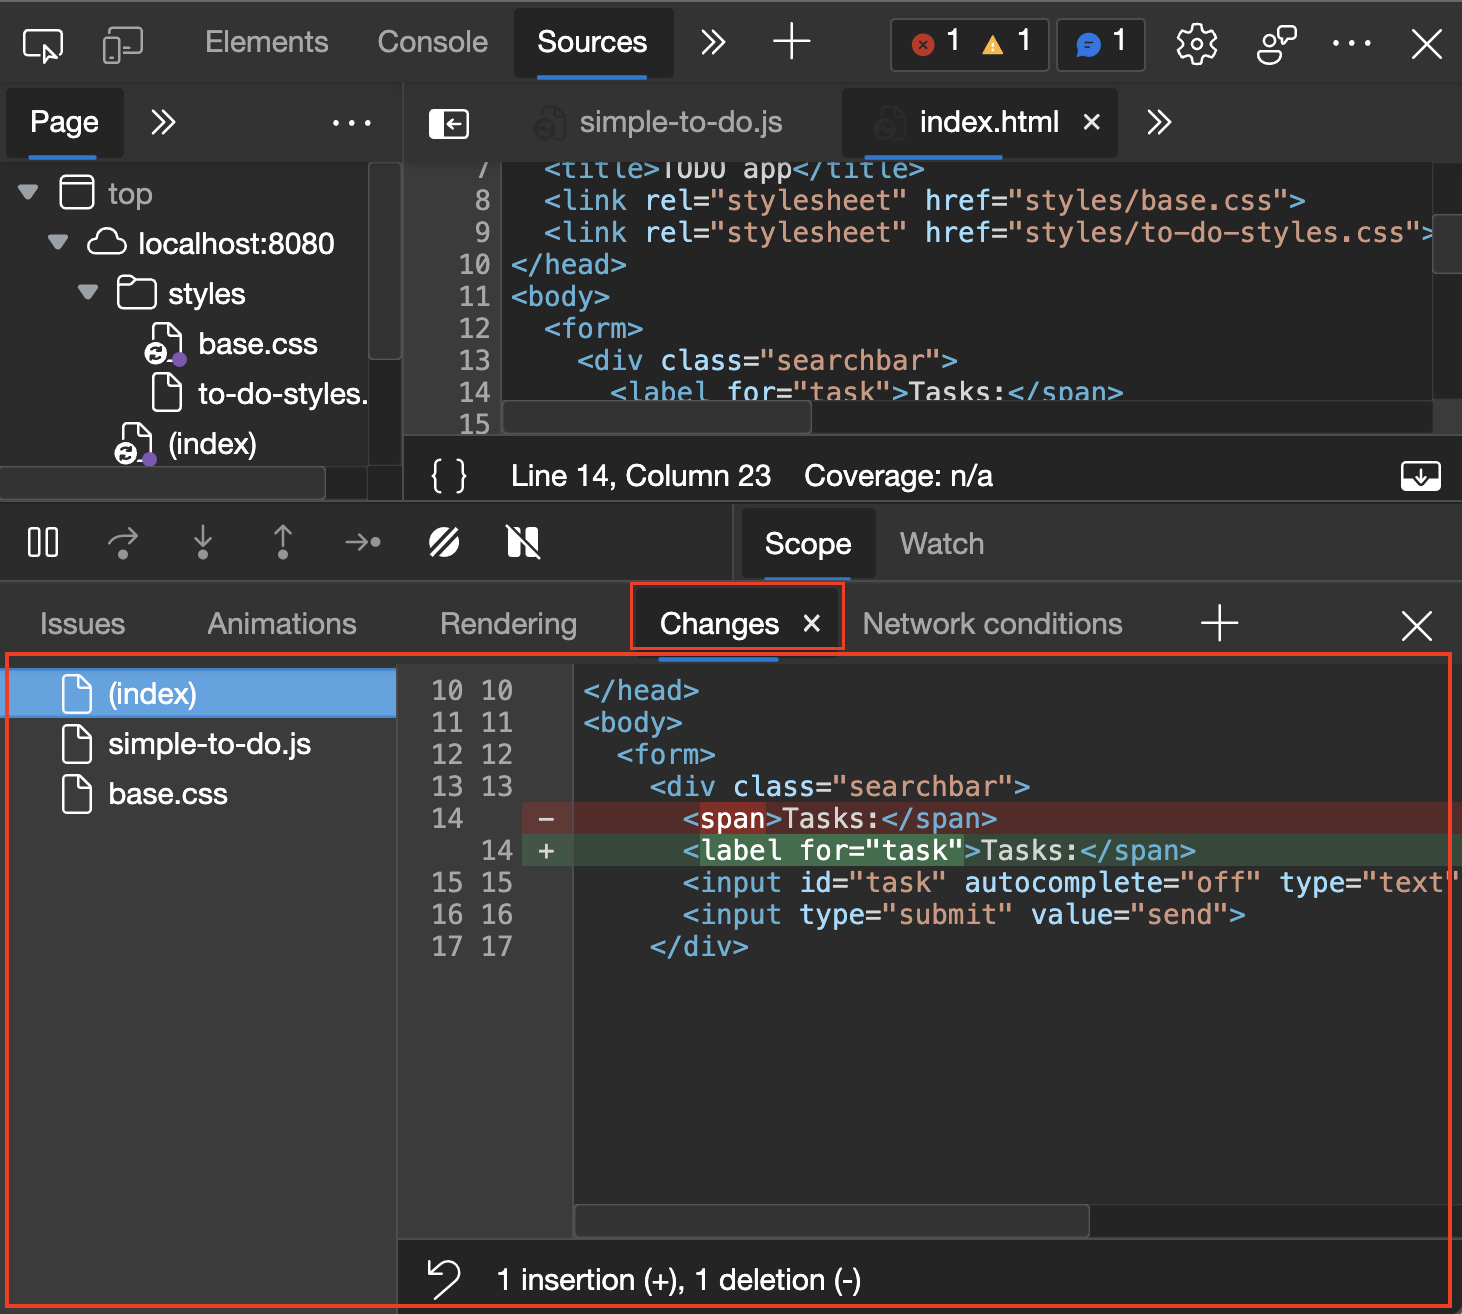 Elements Console Sources 1 1 1
Page simple-to-do.js index.html
top
localhost:8080
styles
base.css
to-do-styles.
(index)
7 <title>TODO app</title>
8 <link rel="stylesheet" href="styles/base.css">
9 <link rel="stylesheet" href="styles/to-do-styles.css">
10 </head>
11 <body>
12 <form>
13 <div class="searchbar">
14 <label for="task">Tasks:</span>
15
{ } Line 14, Column 23 Coverage: n/a
Scope Watch
Issues Animations Rendering Changes Network conditions
(index)
simple-to-do.js
base.css
10 10 </head>
11 11 <body>
12 12 <form>
13 13 <div class="searchbar">
14 - <span>Tasks:</span>
14 + <label for="task">Tasks:</span>
15 15 <input id="task" autocomplete="off" type="text"
16 16 <input type="submit" value="send">
17 17 </div>
1 insertion (+), 1 deletion (-)